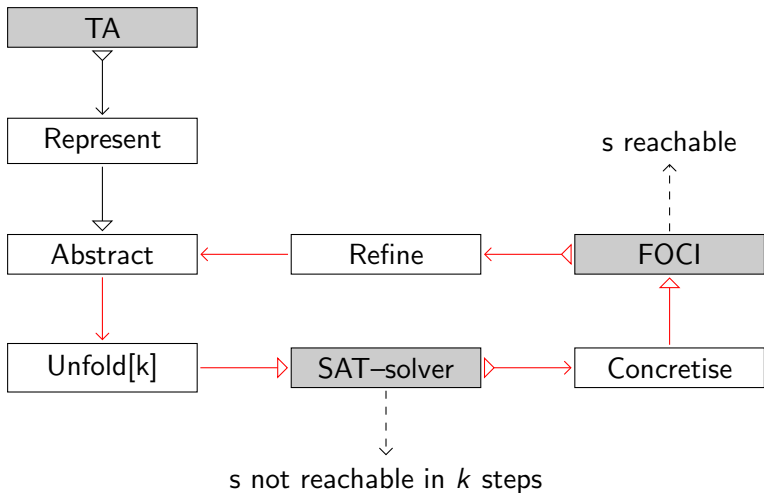 TA
Represent
s reachable
Abstract
Refine
FOCI
Unfold[k]
SAT–solver
Concretise
s not reachable in k steps